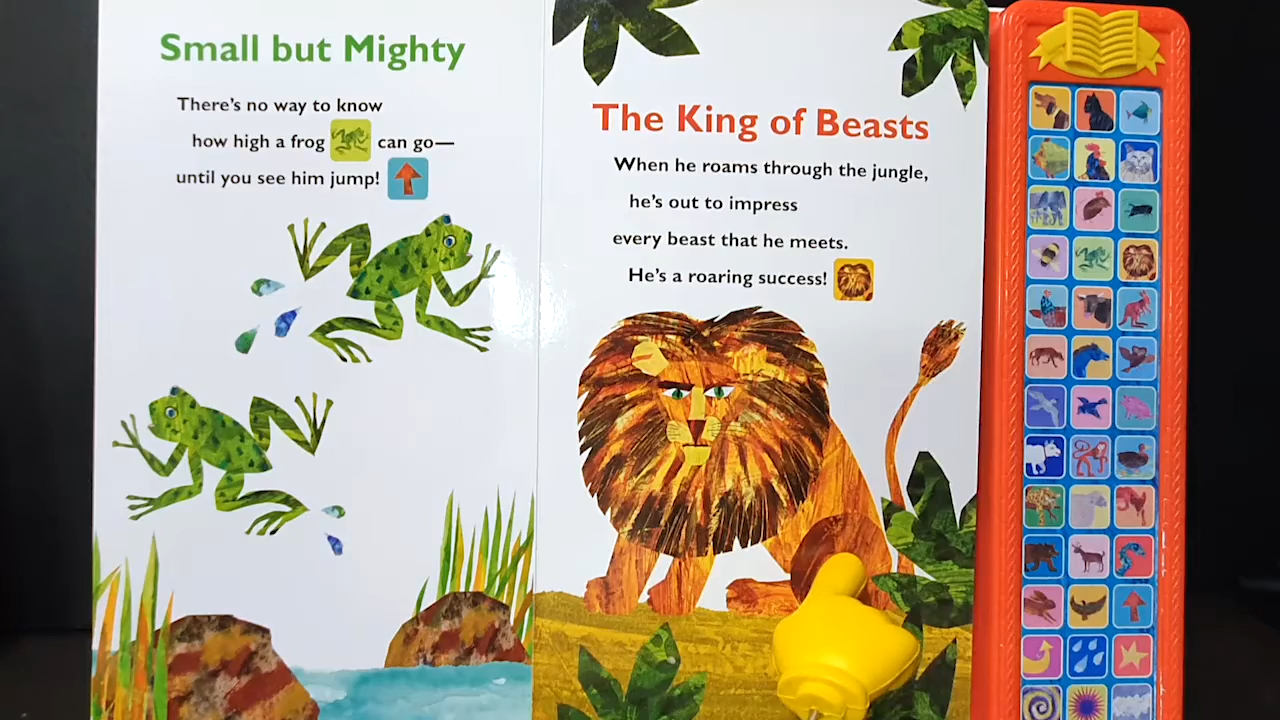 Small but Mighty
There's no way to know
how high a frog can go—
until you see him jump!
The King of Beasts
When he roams through the jungle,
he's out to impress
every beast that he meets.
He's a roaring success!